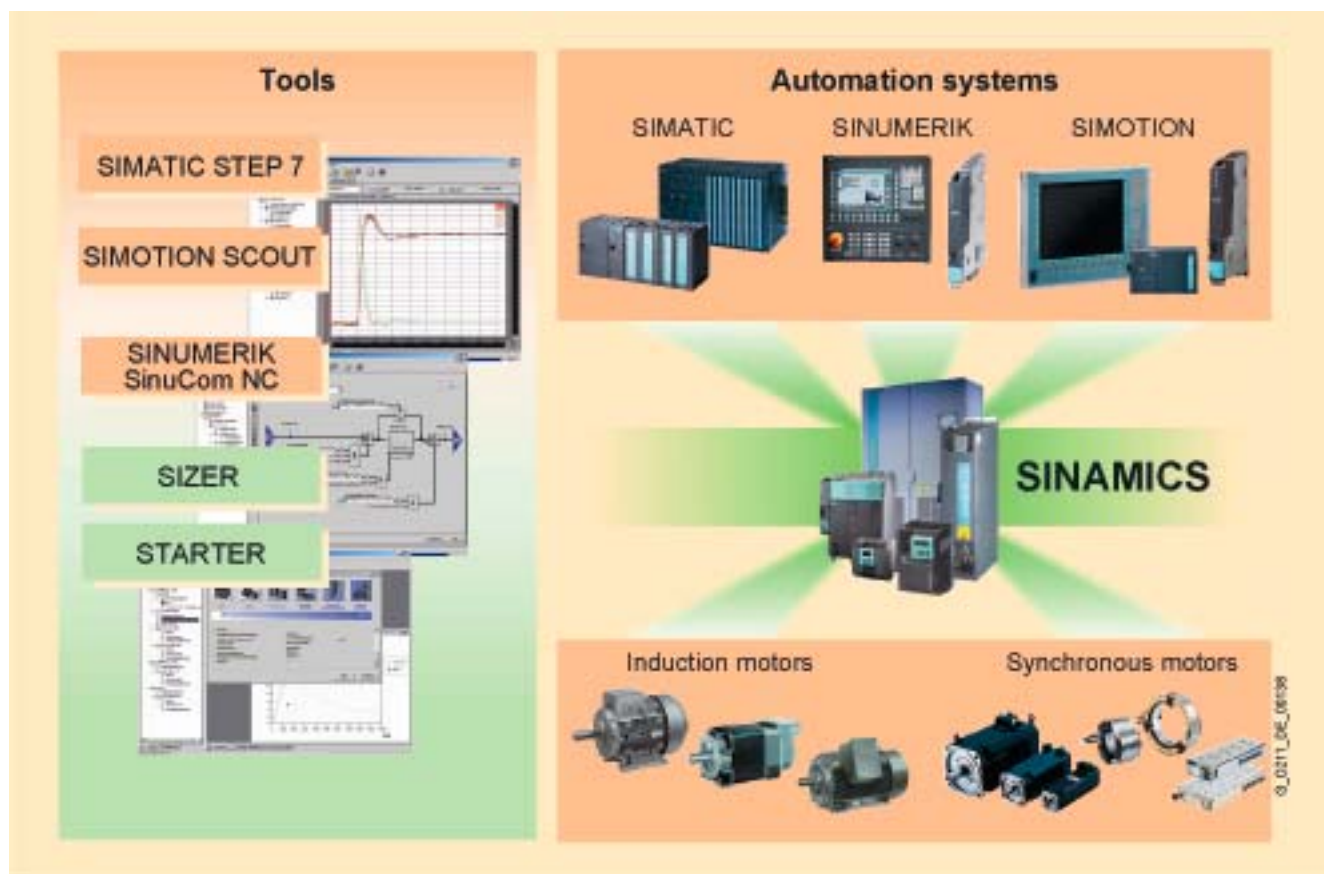 Tools
SIMATIC STEP 7
SIMOTION SCOUT
SINUMERIK
SinuCom NC
SIZER
STARTER
Automation systems
SIMATIC
SINUMERIK
SIMOTION
SINAMICS
Induction motors
Synchronous motors